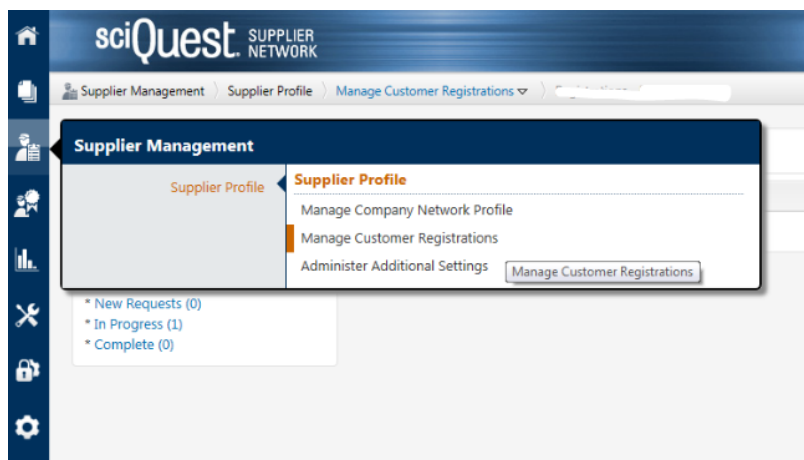 sciQuest. SUPPLIER
NETWORK
Supplier Management Supplier Profile Manage Customer Registrations
Supplier Management
Supplier Profile
Supplier Profile
Manage Company Network Profile
Manage Customer Registrations
Administer Additional Settings
Manage Customer Registrations
* New Requests (0)
* In Progress (1)
* Complete (0)